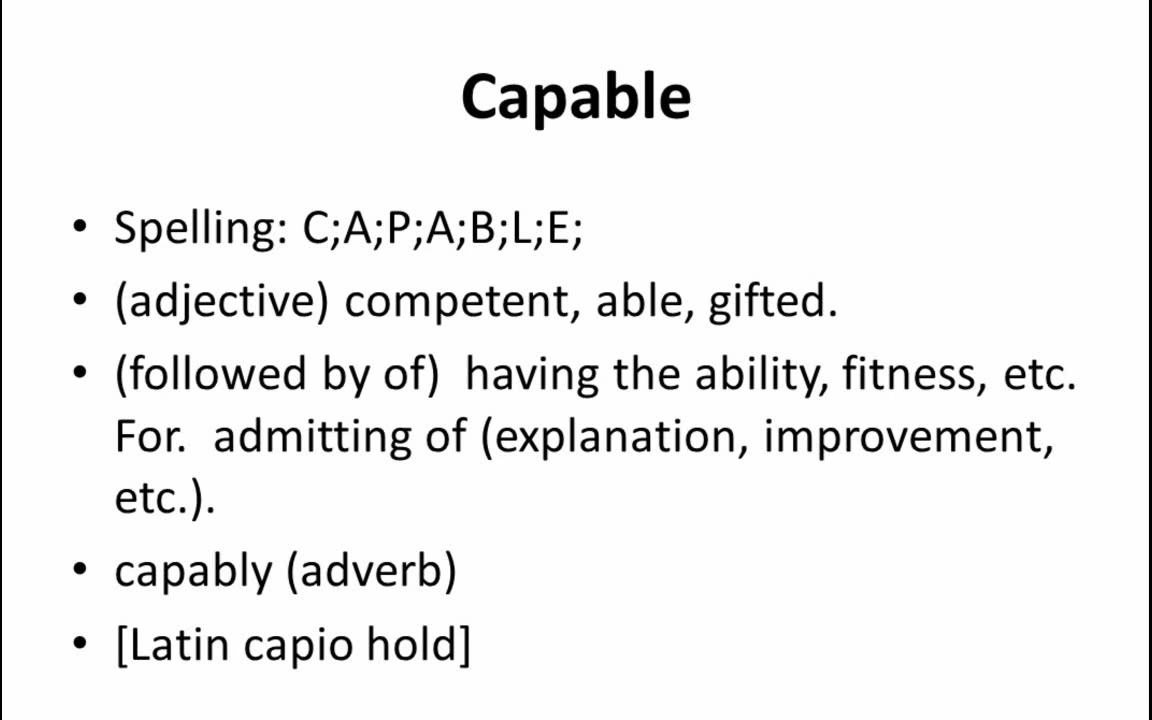 Capable
• Spelling: C;A;P;A;B;L;E;
• (adjective) competent, able, gifted.
• (followed by of)  having the ability, fitness, etc.
For.  admitting of (explanation, improvement,
etc.).
• capably (adverb)
• [Latin capio hold]